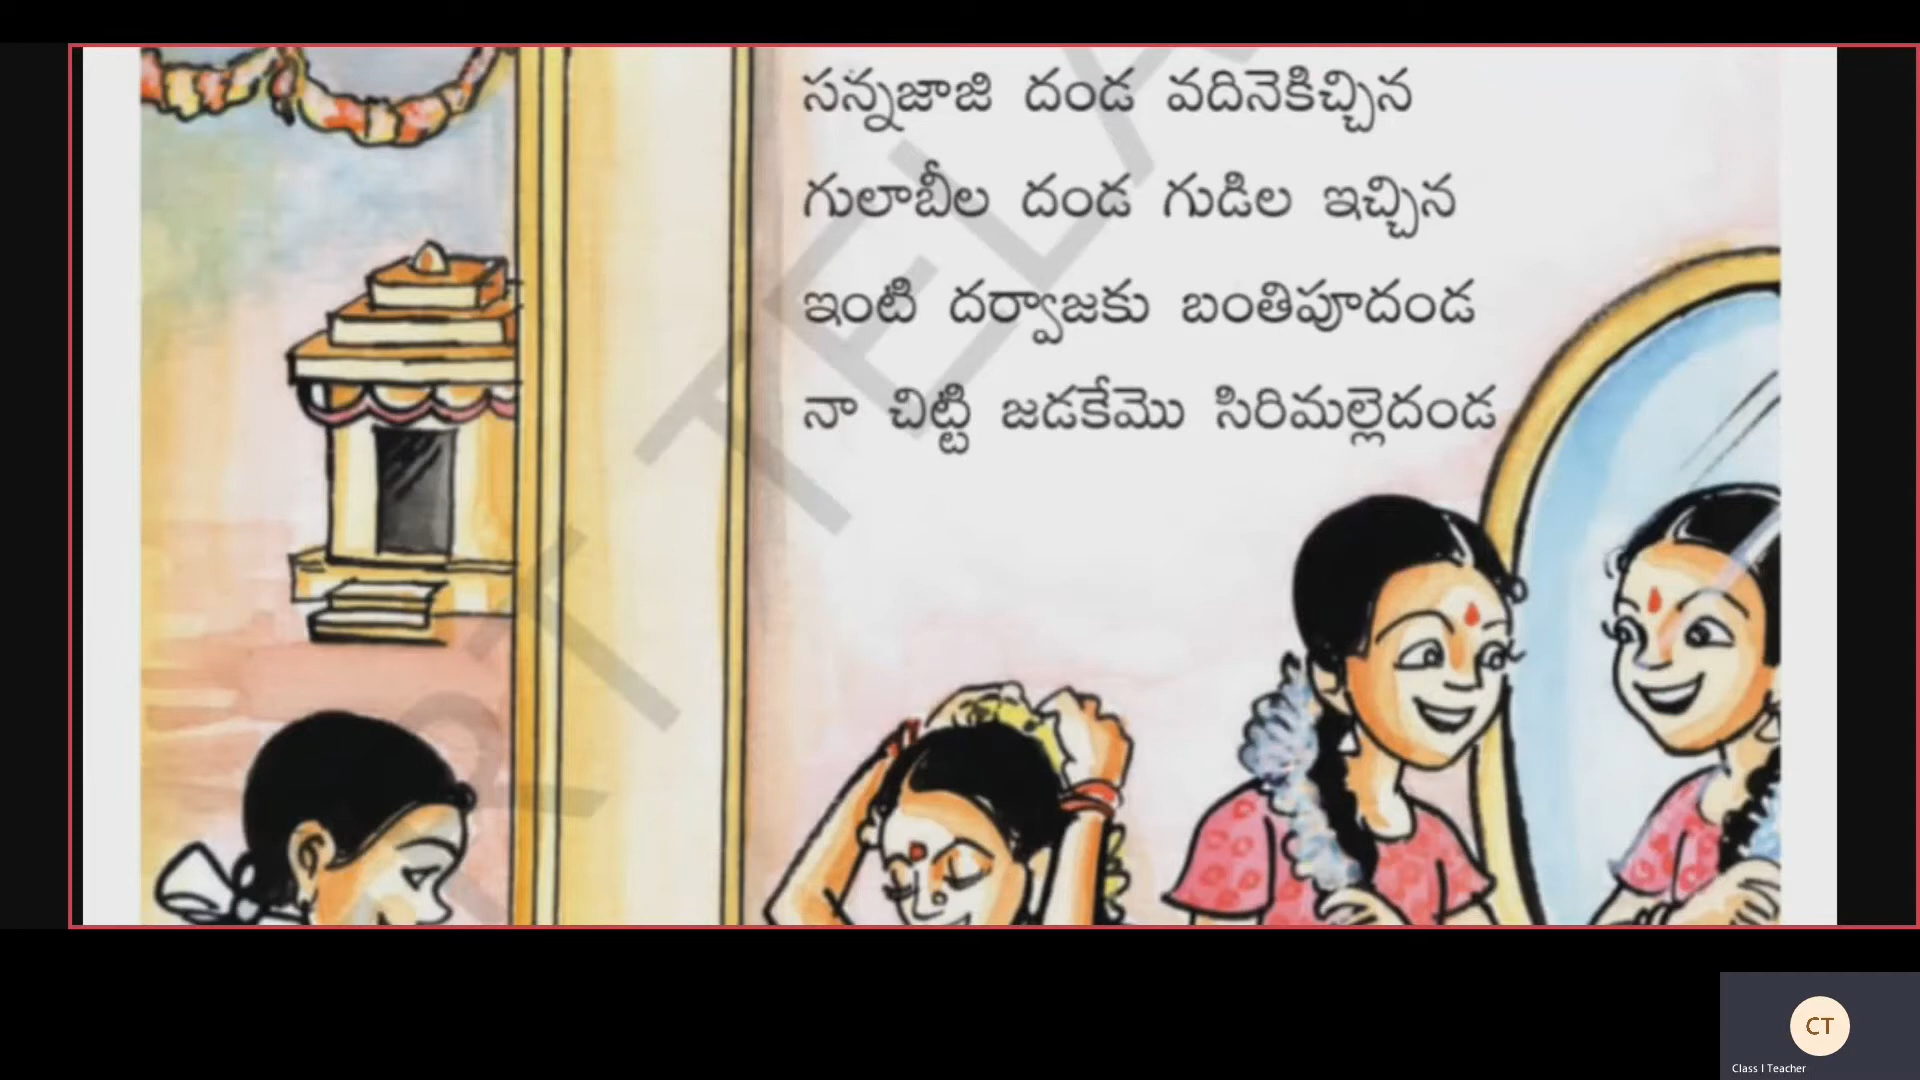 సన్నజాజి దండ వదినెకిచ్చిన
గులాబీల దండ గుడిల ఇచ్చిన
ఇంటి దర్వాజకు బంతిపూదండ
నా చిట్టి జడకేమొ సిరిమల్లెదండ
CT
Class I Teacher